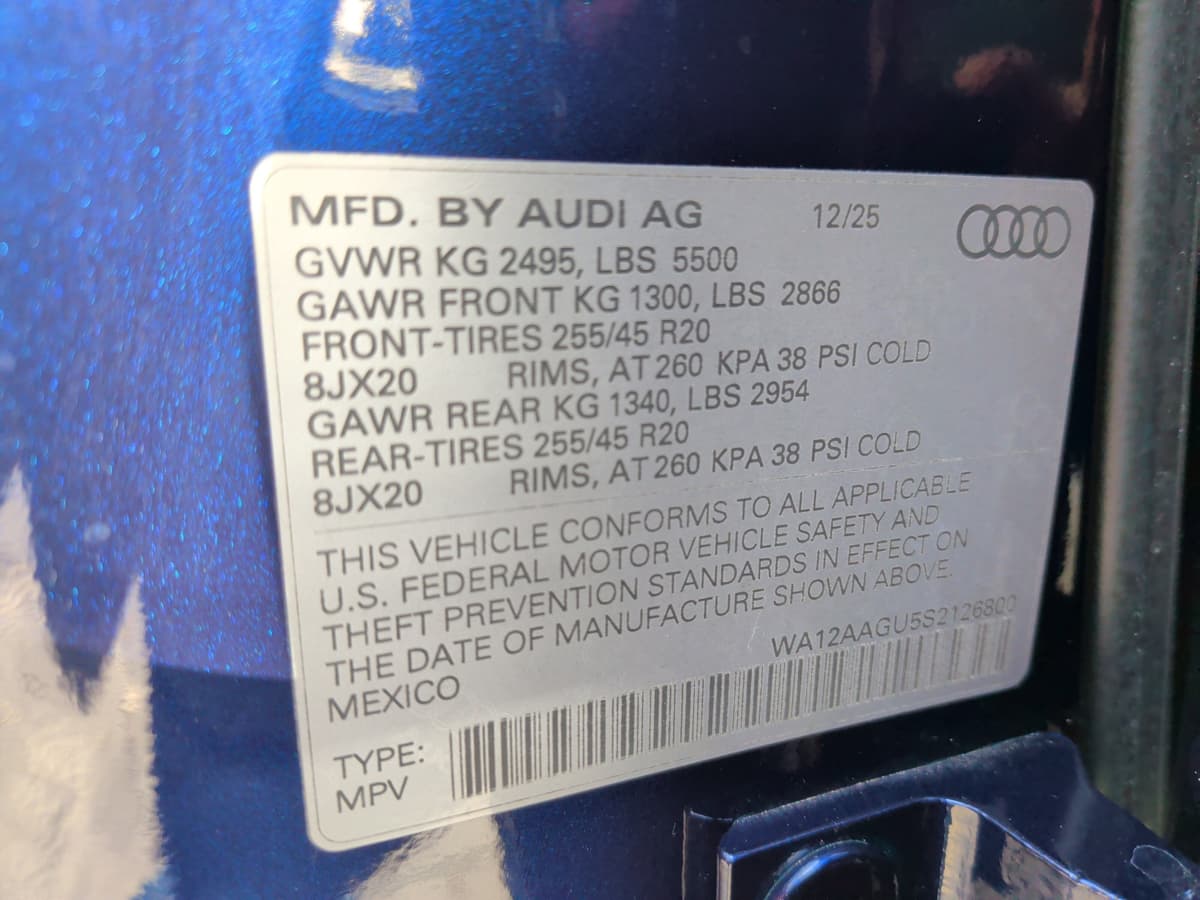 MFD. BY AUDI AG 12/25
GVWR KG 2495, LBS 5500
GAWR FRONT KG 1300, LBS 2866
FRONT-TIRES 255/45 R20
8JX20 RIMS, AT 260 KPA 38 PSI COLD
GAWR REAR KG 1340, LBS 2954
REAR-TIRES 255/45 R20
8JX20 RIMS, AT 260 KPA 38 PSI COLD
THIS VEHICLE CONFORMS TO ALL APPLICABLE
U.S. FEDERAL MOTOR VEHICLE SAFETY AND
THEFT PREVENTION STANDARDS IN EFFECT ON
THE DATE OF MANUFACTURE SHOWN ABOVE.
MEXICO WA12AAGU5S2126800
TYPE:
MPV